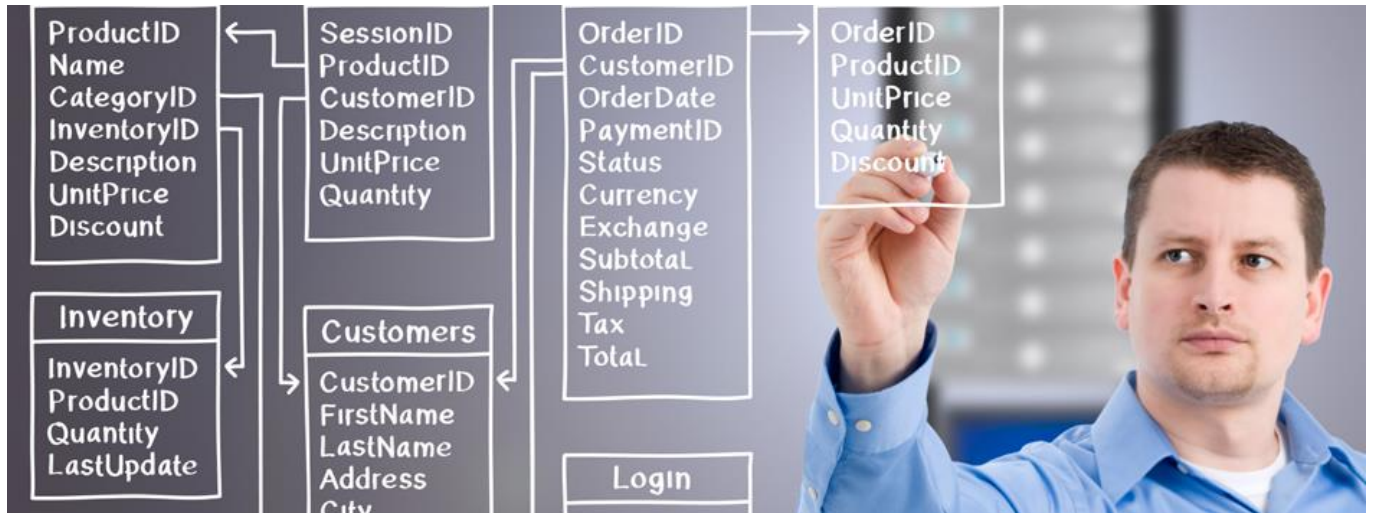 ProductID
Name
CategoryID
InventoryID
Description
UnitPrice
Discount
SessionID
ProductID
CustomerID
Description
UnitPrice
Quantity
OrderID
CustomerID
OrderDate
PaymentID
Status
Currency
Exchange
Subtotal
Shipping
Tax
Total
OrderID
ProductID
UnitPrice
Quantity
Discount
Inventory
InventoryID
ProductID
Quantity
LastUpdate
Customers
CustomerID
FirstName
LastName
Address
City
Login